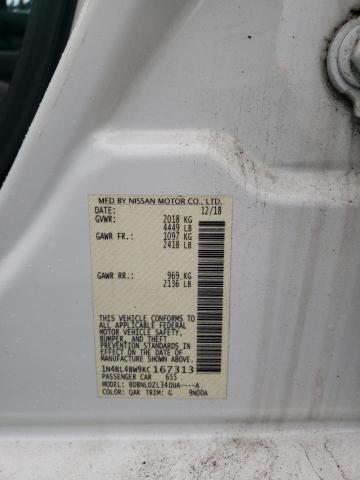 MFD BY NISSAN MOTOR CO., LTD.
DATE: 12/18
GVWR: 2018 KG
4449 LB
GAWR FR.: 1097 KG
2418 LB
GAWR RR: 969 KG
2136 LB
THIS VEHICLE CONFORMS TO ALL
APPLICABLE FEDERAL MOTOR
VEHICLE SAFETY,
BUMPER, AND THEFT
PREVENTION STANDARDS
IN EFFECT ON THE DATE OF
MANUFACTURE SHOWN ABOVE.
1N4BL4BW9KC167313
PASSENGER CAR 655
MODEL: BDBNLDZL34UUA----A
COLOR: QAK TRIM: G 9N00A